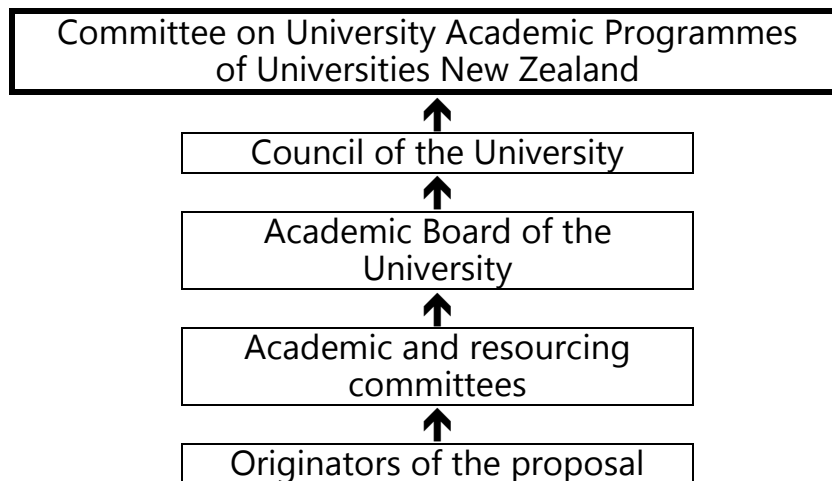 Committee on University Academic Programmes
of Universities New Zealand
Council of the University
Academic Board of the
University
Academic and resourcing
committees
Originators of the proposal